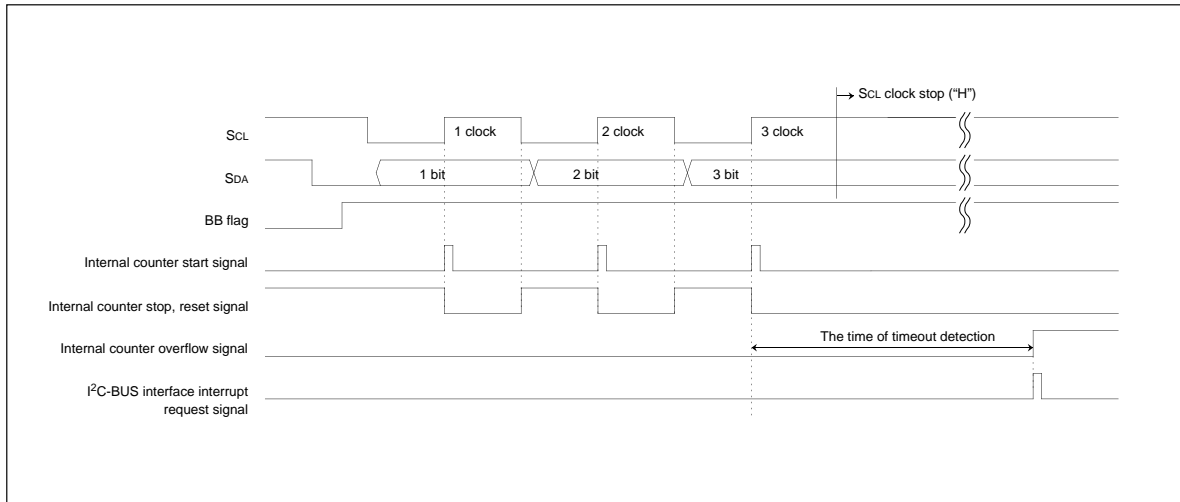 SCL clock stop (“H”)
SCL
1 clock
2 clock
3 clock
SDA
1 bit
2 bit
3 bit
BB flag
Internal counter start signal
Internal counter stop, reset signal
Internal counter overflow signal
The time of timeout detection
I²C-BUS interface interrupt
request signal